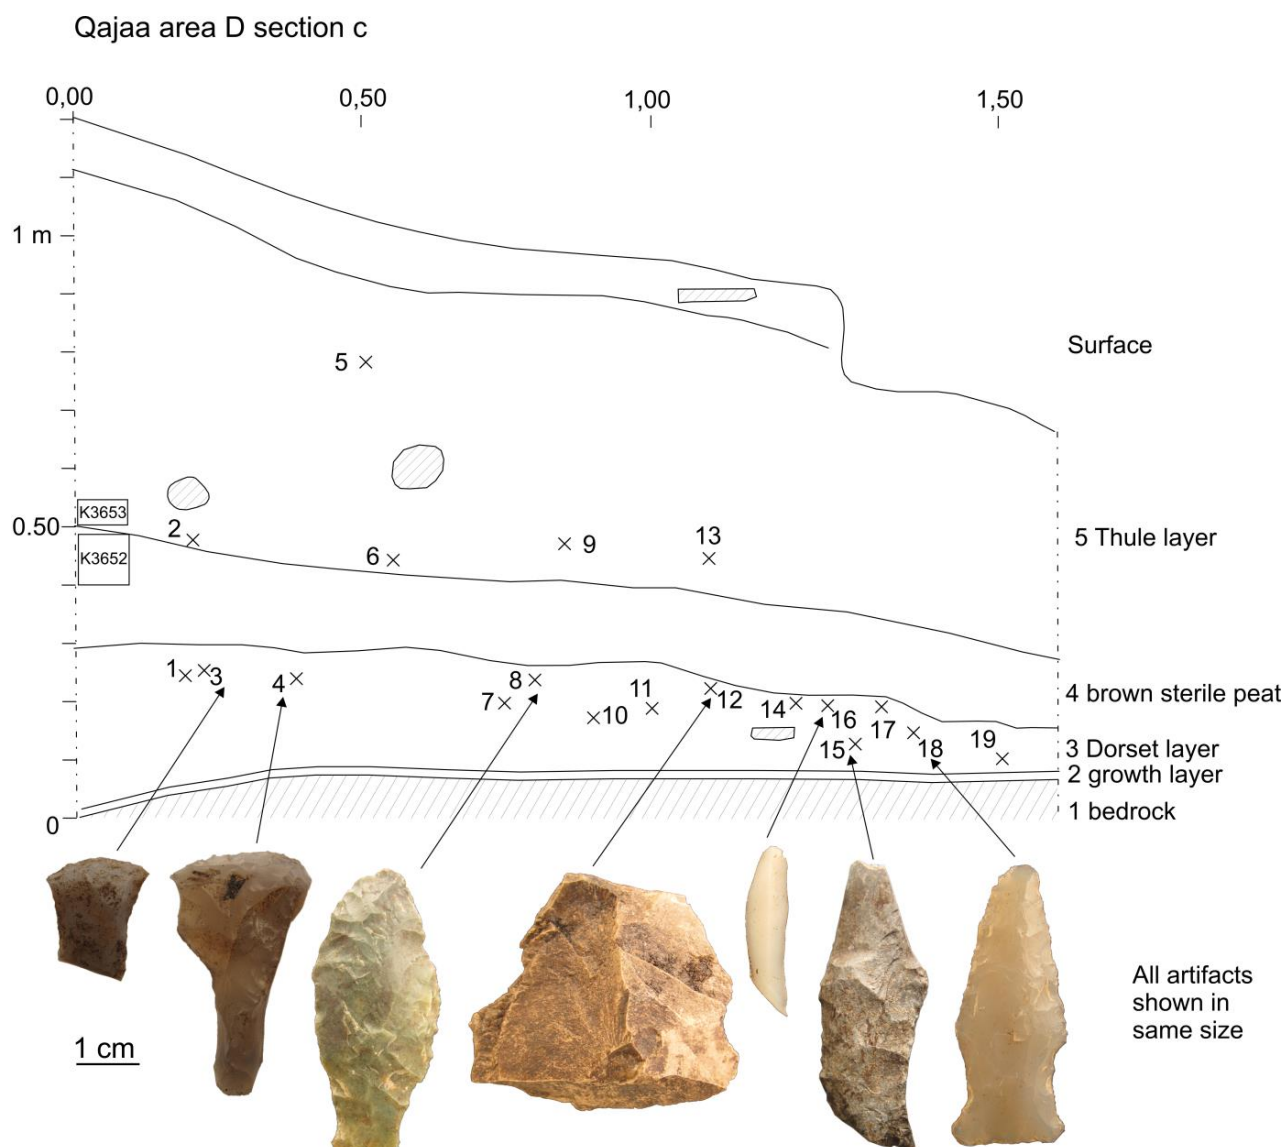 Qajaa area D section c
0,00 0,50 1,00 1,50
1 m
Surface
5
K3653
0.50
2
13
9
5 Thule layer
K3652
6
1
3
4
8
11
12
4 brown sterile peat
7
10
14
16
17
15
18
19
3 Dorset layer
2 growth layer
1 bedrock
0
All artifacts
shown in
same size
1 cm